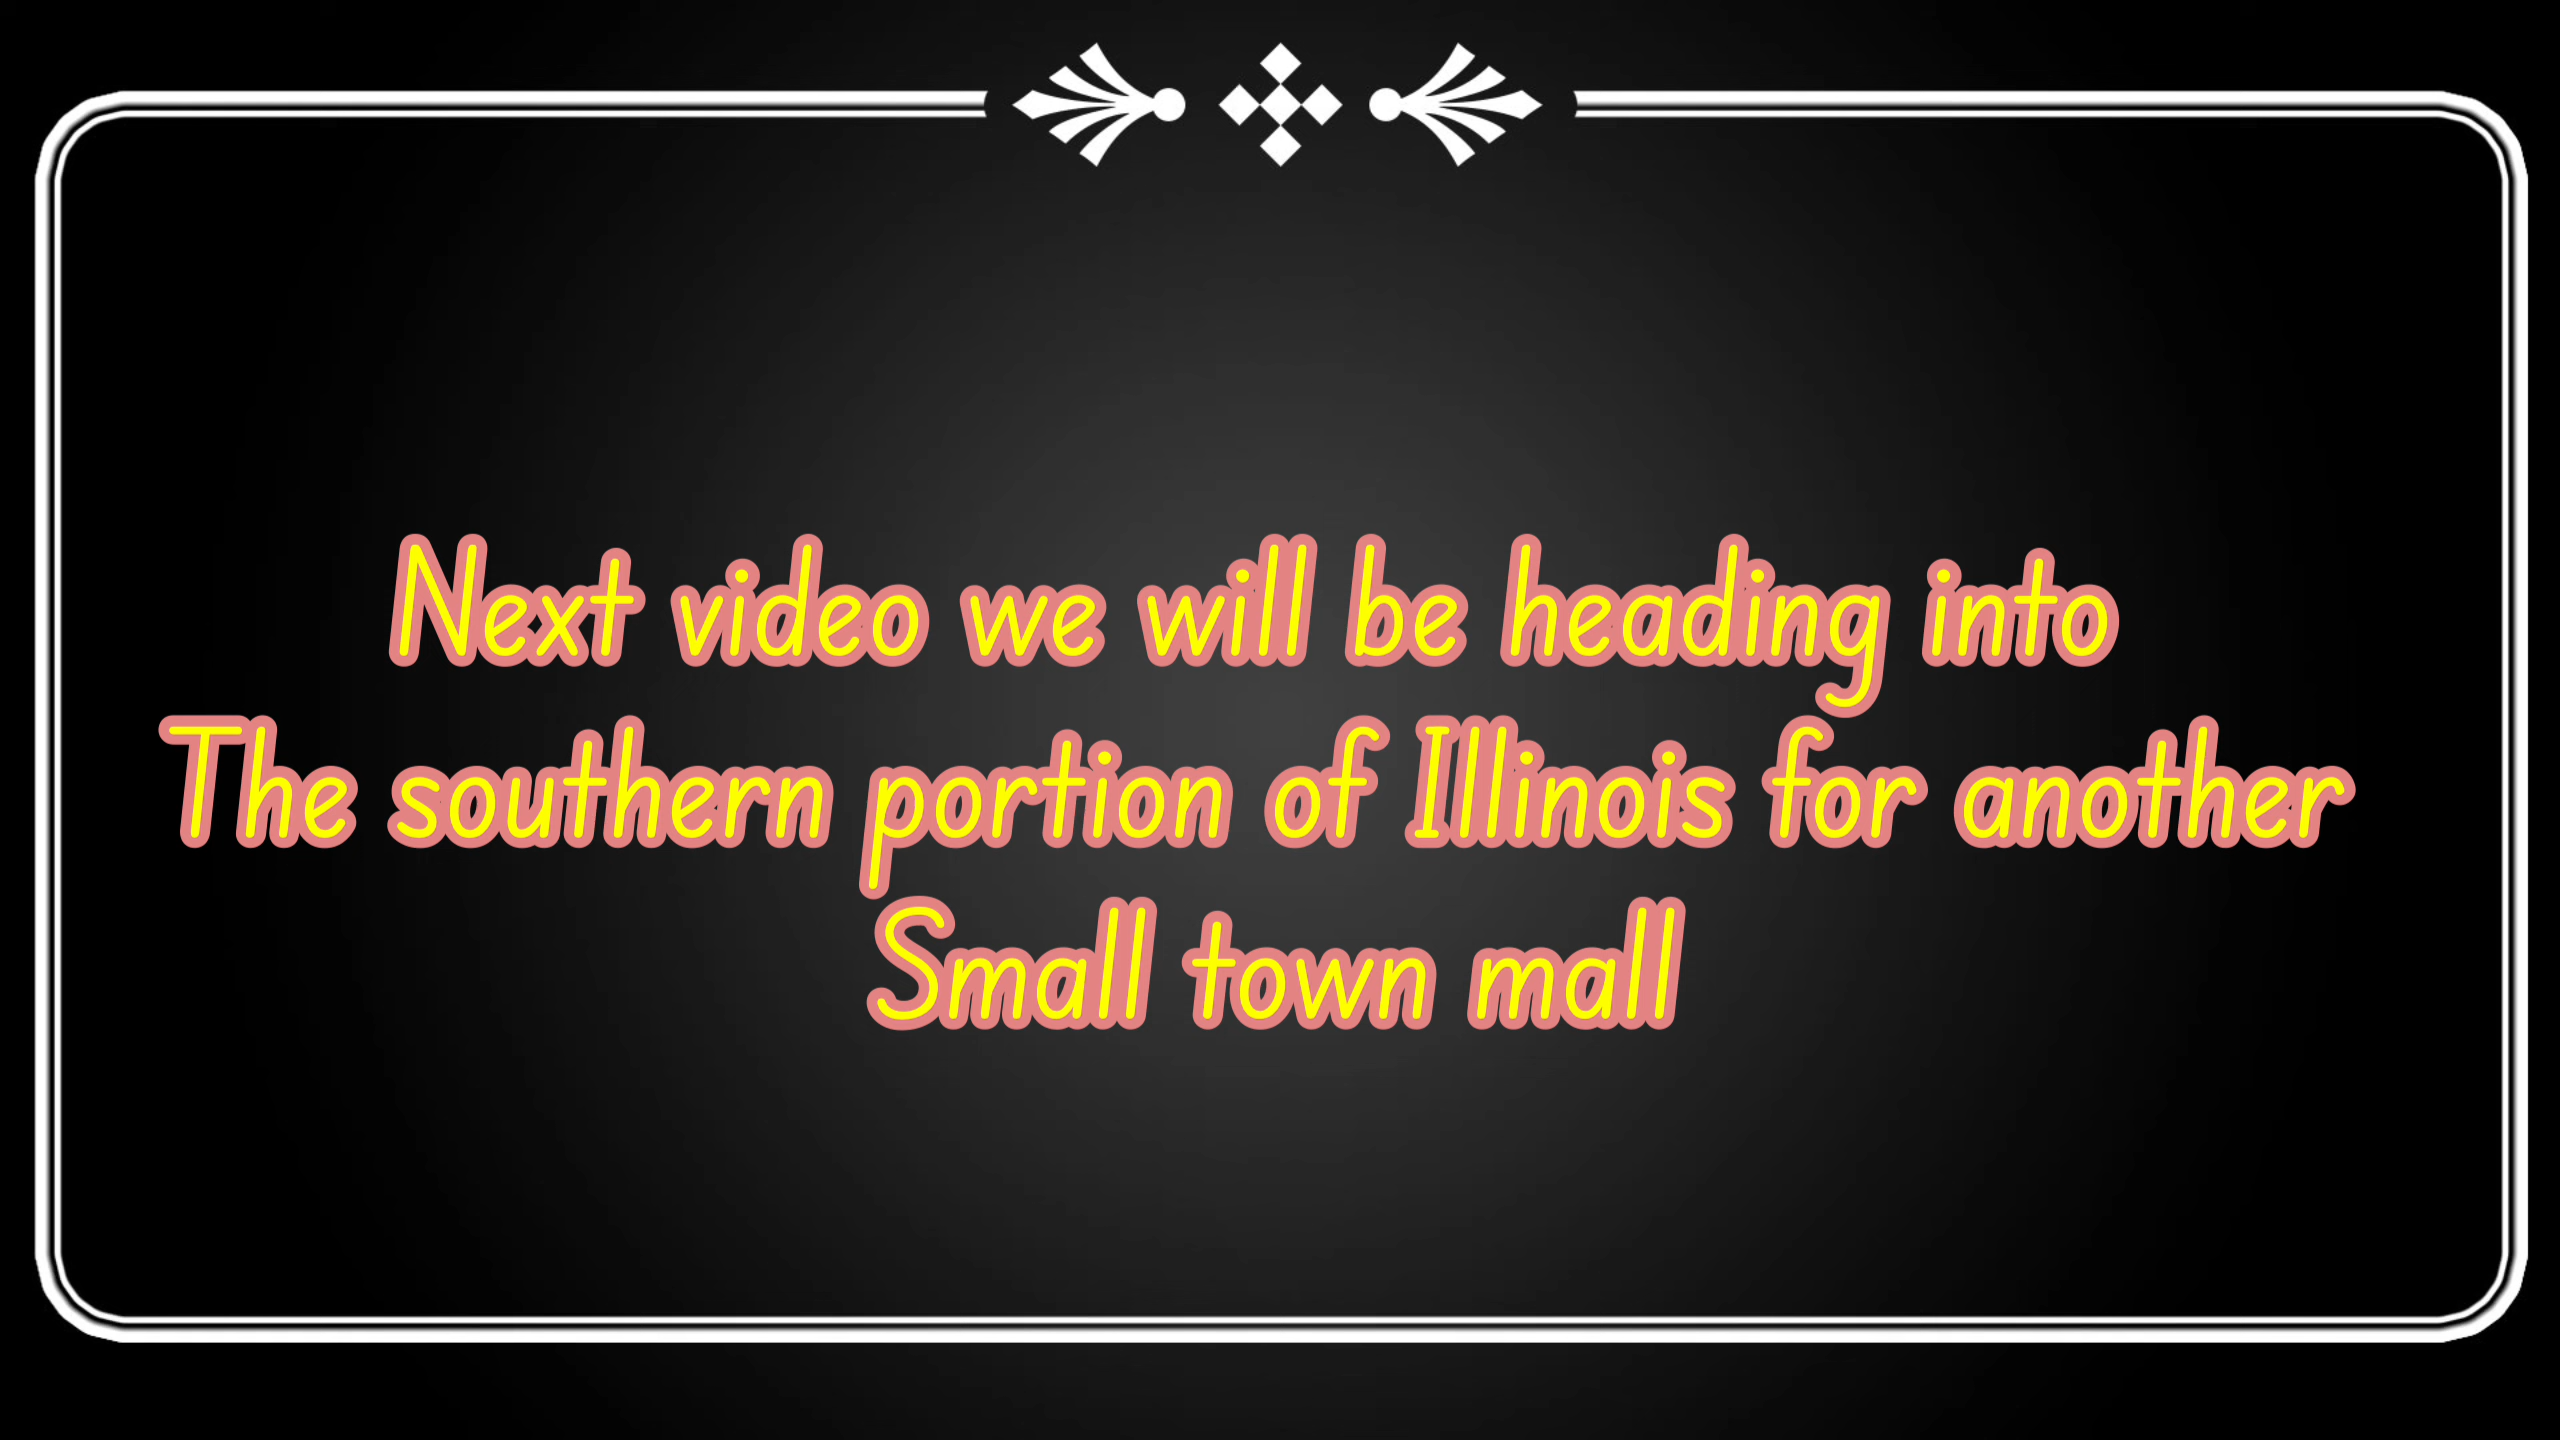 Next video we will be heading into
The southern portion of Illinois for another
Small town mall